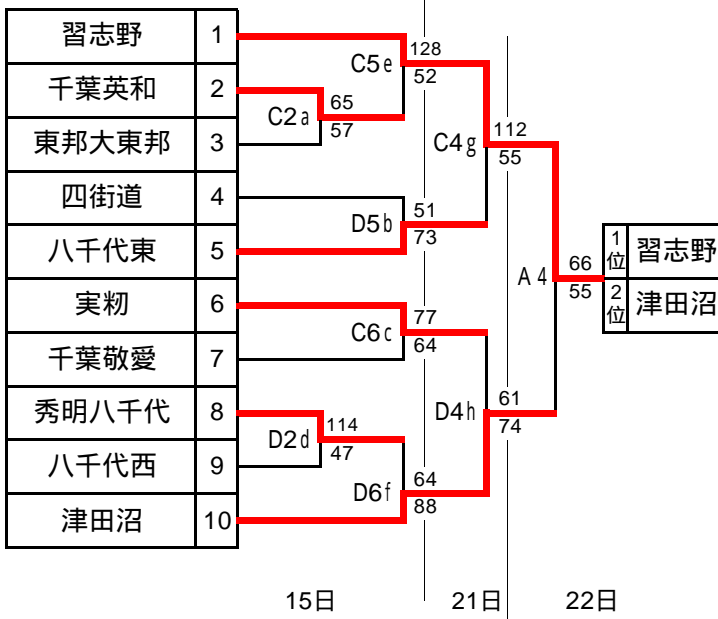 習志野 1
千葉英和 2
東邦大東邦 3
四街道 4
八千代東 5
実籾 6
千葉敬愛 7
秀明八千代 8
八千代西 9
津田沼 10
C2a
65
57
D2d
114
47
C5e
128
52
D5b
51
73
C6c
77
64
D6f
64
88
C4g
112
55
D4h
61
74
A4
66
55
1位 習志野
2位 津田沼
15日 21日 22日